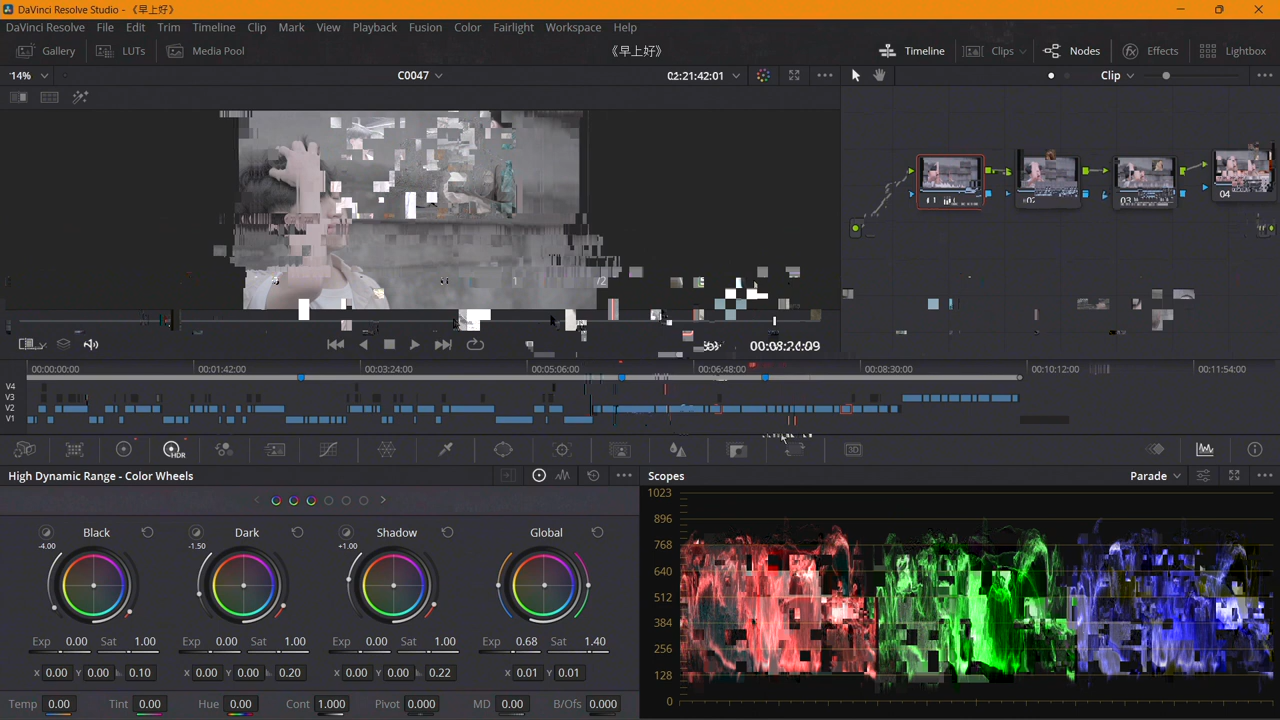 DaVinci Resolve Studio - 《早上好》
DaVinci Resolve File Edit Trim Timeline Clip Mark View Playback Fusion Color Fairlight Workspace Help
Gallery LUTs Media Pool 《早上好》 Timeline Clips Nodes Effects Lightbox
14% C0047 02:21:42:01 Clip
03
04
00:00:00:00 00:01:42:00 00:03:24:00 00:05:06:00 00:06:48:00 00:08:30:00 00:10:12:00 00:11:54:00
V4
V3
V2
V1
HDR 3D
High Dynamic Range - Color Wheels Scopes Parade
Black Dark Shadow Global
-4.00 -1.50 +1.00
Exp 0.00 Sat 1.00 Exp 0.00 Sat 1.00 Exp 0.00 Sat 1.00 Exp 0.68 Sat 1.40
X 0.00 Y 0.00 0.10 X 0.00 Y 0.00 0.20 X 0.00 Y 0.00 0.22 X 0.01 Y 0.01
Temp 0.00 Tint 0.00 Hue 0.00 Cont 1.000 Pivot 0.000 MD 0.00 B/Ofs 0.000
1023
896
768
640
512
384
256
128
0